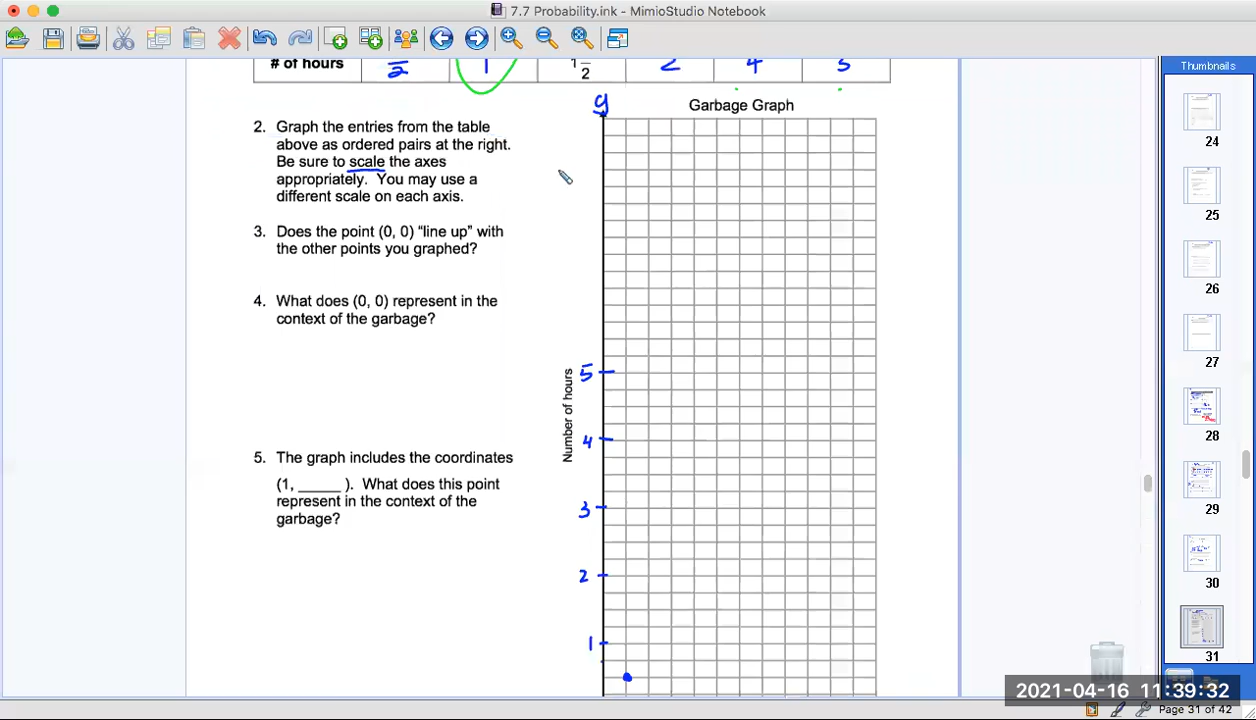 7.7 Probability.ink - MimioStudio Notebook
Thumbnails
# of hours 1/2 1 1 1/2 2 4 5
Garbage Graph
y
2. Graph the entries from the table
above as ordered pairs at the right.
Be sure to scale the axes
appropriately. You may use a
different scale on each axis.
3. Does the point (0, 0) “line up” with
the other points you graphed?
4. What does (0, 0) represent in the
context of the garbage?
5. The graph includes the coordinates
(1, _____ ). What does this point
represent in the context of the
garbage?
Number of hours
5
4
3
2
1
24
25
26
27
28
29
30
31
2021-04-16 11:39:32
Page 31 of 42